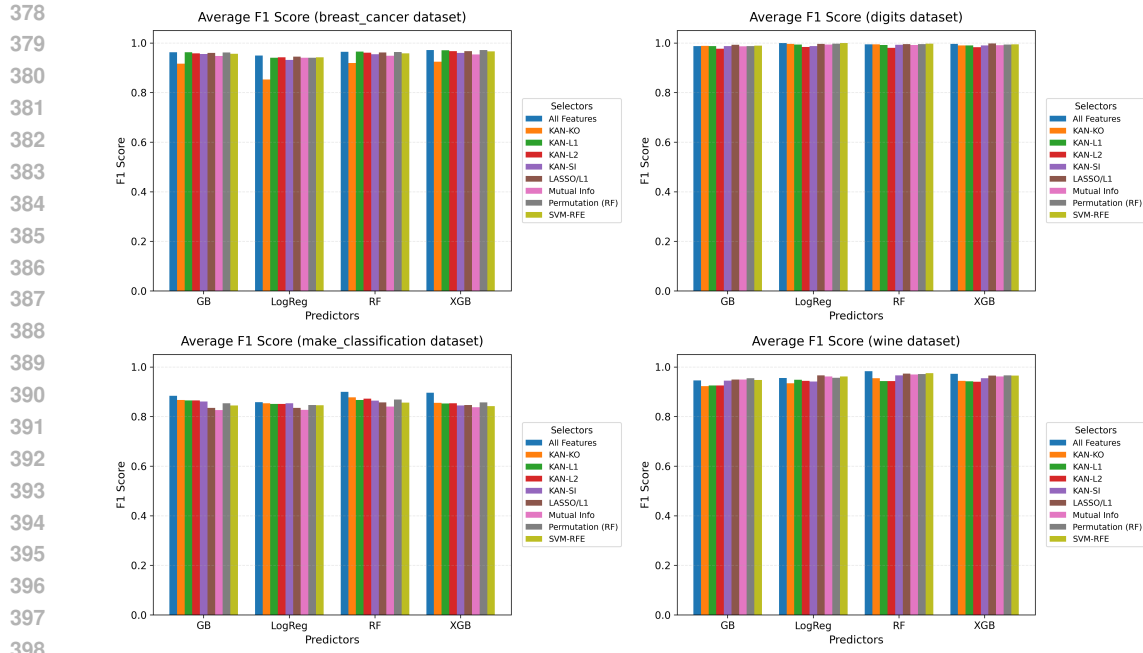 378
379
380
381
382
383
384
385
386
387
388
389
390
391
392
393
394
395
396
397
398
Average F1 Score (breast_cancer dataset)
1.0
0.8
0.6
0.4
0.2
0.0
F1 Score
GB LogReg RF XGB
Predictors
Selectors
All Features
KAN-KO
KAN-L1
KAN-L2
KAN-SI
LASSO/L1
Mutual Info
Permutation (RF)
SVM-RFE
Average F1 Score (digits dataset)
1.0
0.8
0.6
0.4
0.2
0.0
F1 Score
GB LogReg RF XGB
Predictors
Selectors
All Features
KAN-KO
KAN-L1
KAN-L2
KAN-SI
LASSO/L1
Mutual Info
Permutation (RF)
SVM-RFE
Average F1 Score (make_classification dataset)
1.0
0.8
0.6
0.4
0.2
0.0
F1 Score
GB LogReg RF XGB
Predictors
Selectors
All Features
KAN-KO
KAN-L1
KAN-L2
KAN-SI
LASSO/L1
Mutual Info
Permutation (RF)
SVM-RFE
Average F1 Score (wine dataset)
1.0
0.8
0.6
0.4
0.2
0.0
F1 Score
GB LogReg RF XGB
Predictors
Selectors
All Features
KAN-KO
KAN-L1
KAN-L2
KAN-SI
LASSO/L1
Mutual Info
Permutation (RF)
SVM-RFE